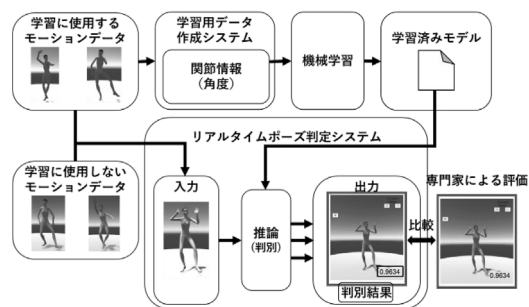 学習に使用する
モーションデータ
学習用データ
作成システム
関節情報
（角度）
機械学習
学習済みモデル
リアルタイムポーズ判定システム
学習に使用しない
モーションデータ
入力
推論
（判別）
出力
0.9634
判別結果
比較
専門家による評価
0.9634